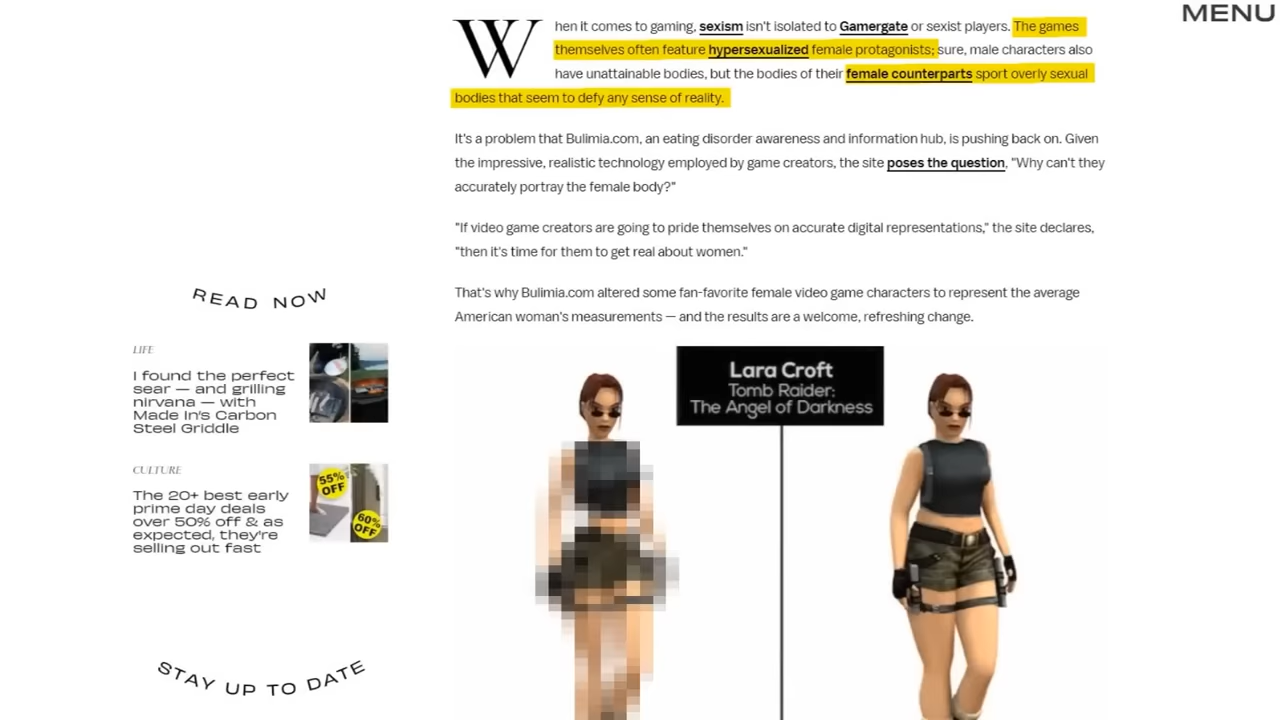 MENU
When it comes to gaming, sexism isn't isolated to Gamergate or sexist players. The games
themselves often feature hypersexualized female protagonists; sure, male characters also
have unattainable bodies, but the bodies of their female counterparts sport overly sexual
bodies that seem to defy any sense of reality.
It's a problem that Bulimia.com, an eating disorder awareness and information hub, is pushing back on. Given
the impressive, realistic technology employed by game creators, the site poses the question, "Why can't they
accurately portray the female body?"
"If video game creators are going to pride themselves on accurate digital representations," the site declares,
"then it's time for them to get real about women."
That's why Bulimia.com altered some fan-favorite female video game characters to represent the average
American woman's measurements — and the results are a welcome, refreshing change.
READ NOW
LIFE
I found the perfect
sear — and grilling
nirvana — with
Made In's Carbon
Steel Griddle
CULTURE
The 20+ best early
prime day deals
over 50% off & as
expected, they're
selling out fast
55%
OFF
60%
OFF
STAY UP TO DATE
Lara Croft
Tomb Raider:
The Angel of Darkness